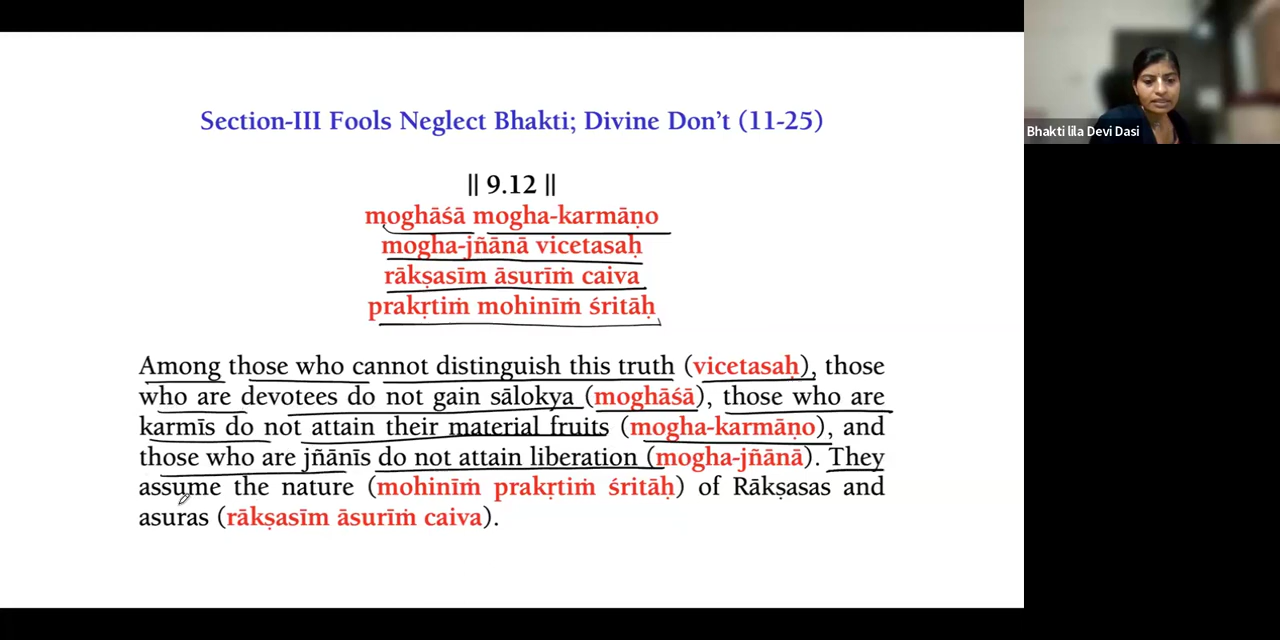 Section-III Fools Neglect Bhakti; Divine Don't (11-25)
|| 9.12 ||
moghāśā mogha-karmāṇo
mogha-jñānā vicetasaḥ
rākṣasīm āsurīṁ caiva
prakṛtiṁ mohinīṁ śritāḥ
Among those who cannot distinguish this truth (vicetasaḥ), those
who are devotees do not gain sālokya (moghāśā), those who are
karmīs do not attain their material fruits (mogha-karmāṇo), and
those who are jñānīs do not attain liberation (mogha-jñānā). They
assume the nature (mohinīṁ prakṛtiṁ śritāḥ) of Rākṣasas and
asuras (rākṣasīm āsurīṁ caiva).
Bhakti lila Devi Dasi